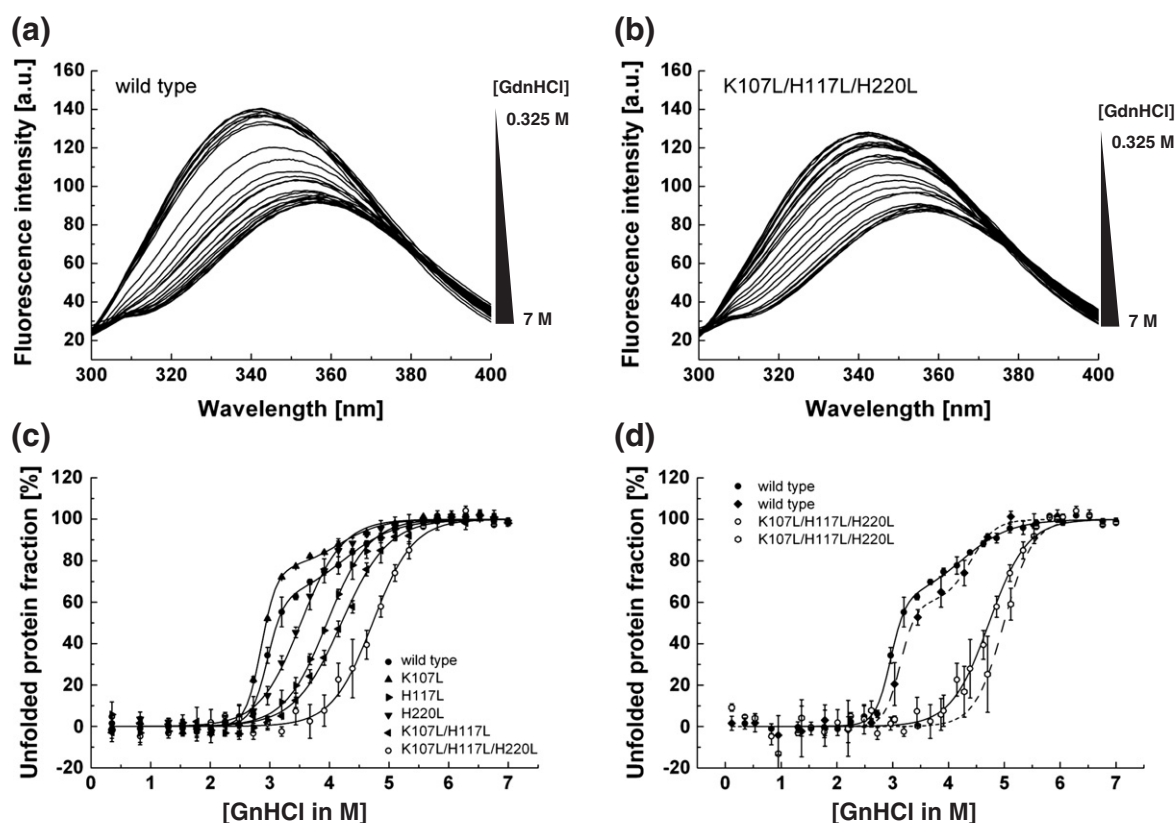 (a)
160
140
120
100
80
60
40
20
Fluorescence intensity [a.u.]
wild type
[GdnHCl]
0.325 M
7 M
300
320
340
360
380
400
Wavelength [nm]
(b)
160
140
120
100
80
60
40
20
Fluorescence intensity [a.u.]
K107L/H117L/H220L
[GdnHCl]
0.325 M
7 M
300
320
340
360
380
400
Wavelength [nm]
(c)
120
100
80
60
40
20
0
-20
Unfolded protein fraction [%]
wild type
K107L
H117L
H220L
K107L/H117L
K107L/H117L/H220L
0
1
2
3
4
5
6
7
[GnHCl in M]
(d)
120
100
80
60
40
20
0
-20
Unfolded protein fraction [%]
wild type
wild type
K107L/H117L/H220L
K107L/H117L/H220L
0
1
2
3
4
5
6
7
[GnHCl in M]